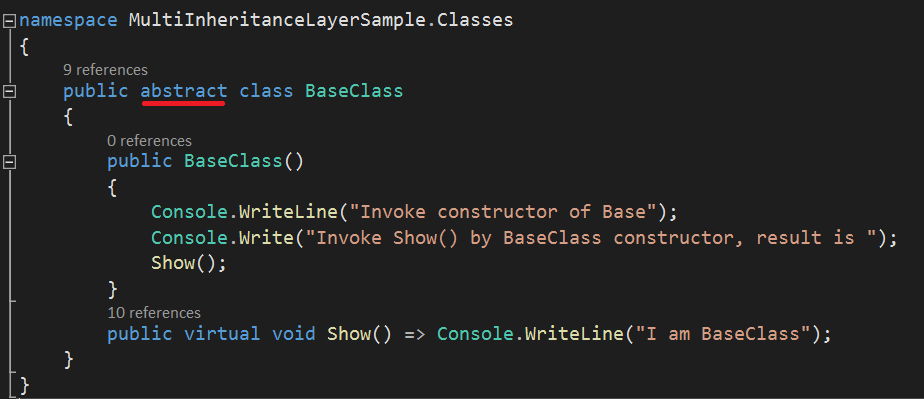 namespace MultiInheritanceLayerSample.Classes
{
9 references
public abstract class BaseClass
{
0 references
public BaseClass()
{
Console.WriteLine("Invoke constructor of Base");
Console.Write("Invoke Show() by BaseClass constructor, result is ");
Show();
}
10 references
public virtual void Show() => Console.WriteLine("I am BaseClass");
}
}